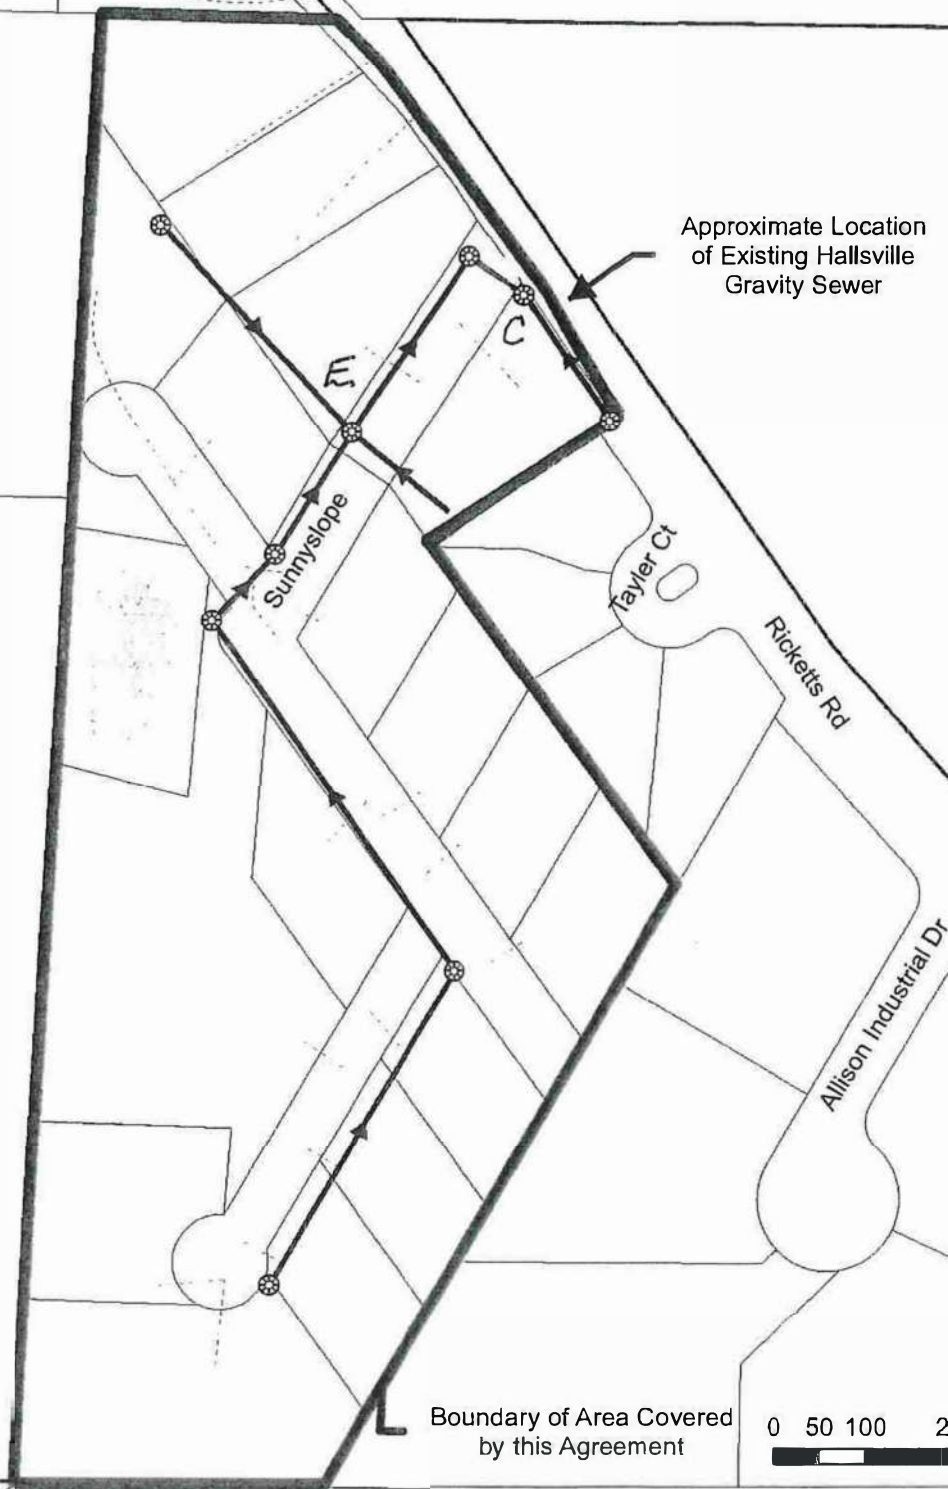 Approximate Location
of Existing Hallsville
Gravity Sewer
C
E
Sunnyslope
Tayler Ct
Ricketts Rd
Allison Industrial Dr
Boundary of Area Covered
by this Agreement
0 50 100 2